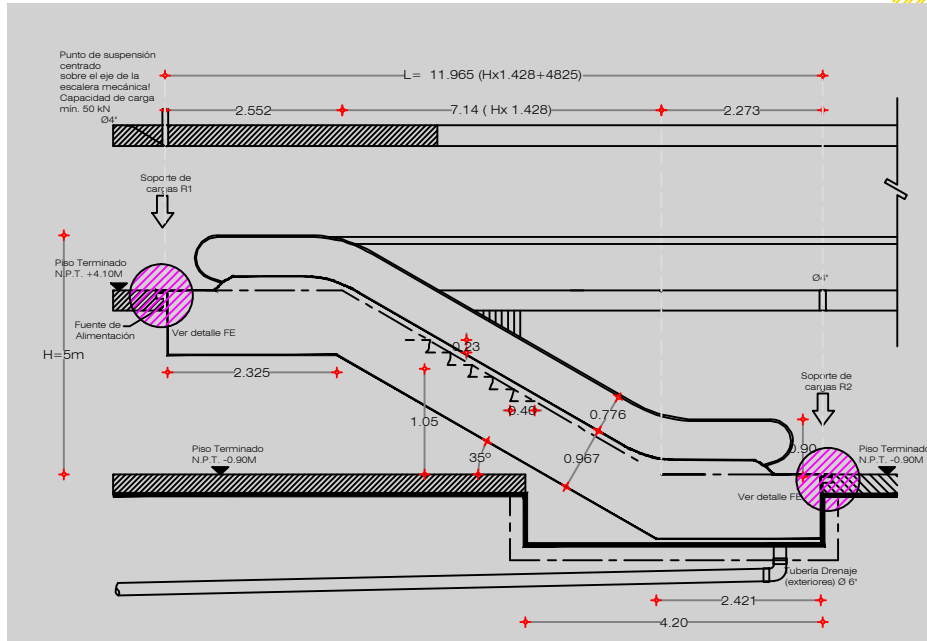 Punto de suspensión
centrado
sobre el eje de la
escalera mecánica!
Capacidad de carga
mín. 50 kN
Ø4"
L= 11.965 (Hx1.428+4825)
2.552
7.14 ( Hx 1.428)
2.273
Soporte de
cargas R1
Piso Terminado
N.P.T. +4.10M
Fuente de
Alimentación
Ver detalle FE
H=5m
2.325
0.23
0.40
1.05
35º
0.776
0.967
Ø4"
Soporte de
cargas R2
0.90
Piso Terminado
N.P.T. -0.90M
Piso Terminado
N.P.T. -0.90M
Ver detalle FE
Tubería Drenaje
(exteriores) Ø 6"
2.421
4.20